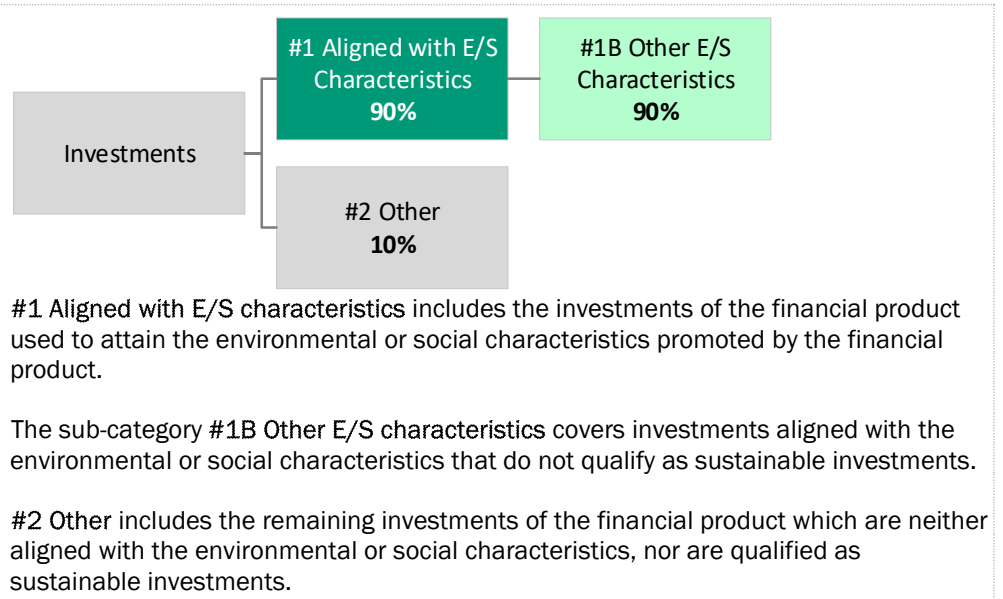 #1 Aligned with E/S
Characteristics
90%
#1B Other E/S
Characteristics
90%
Investments
#2 Other
10%
#1 Aligned with E/S characteristics includes the investments of the financial product
used to attain the environmental or social characteristics promoted by the financial
product.
The sub-category #1B Other E/S characteristics covers investments aligned with the
environmental or social characteristics that do not qualify as sustainable investments.
#2 Other includes the remaining investments of the financial product which are neither
aligned with the environmental or social characteristics, nor are qualified as
sustainable investments.